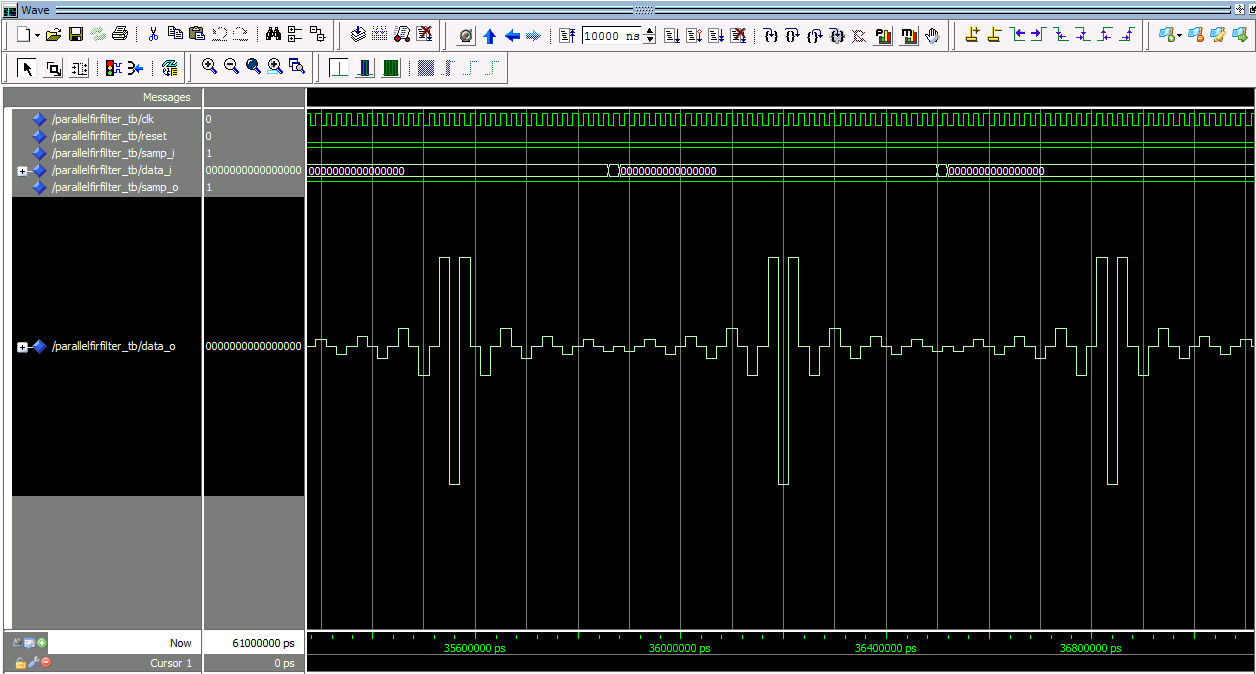 Wave
10000 ns
Messages
/parallelfirfilter_tb/clk 0
/parallelfirfilter_tb/reset 0
/parallelfirfilter_tb/samp_i 1
/parallelfirfilter_tb/data_i 0000000000000000 0000000000000000 0000000000000000 0000000000000000
/parallelfirfilter_tb/samp_o 1
/parallelfirfilter_tb/data_o 0000000000000000
Now 61000000 ps 35600000 ps 36000000 ps 36400000 ps 36800000 ps
Cursor 1 0 ps